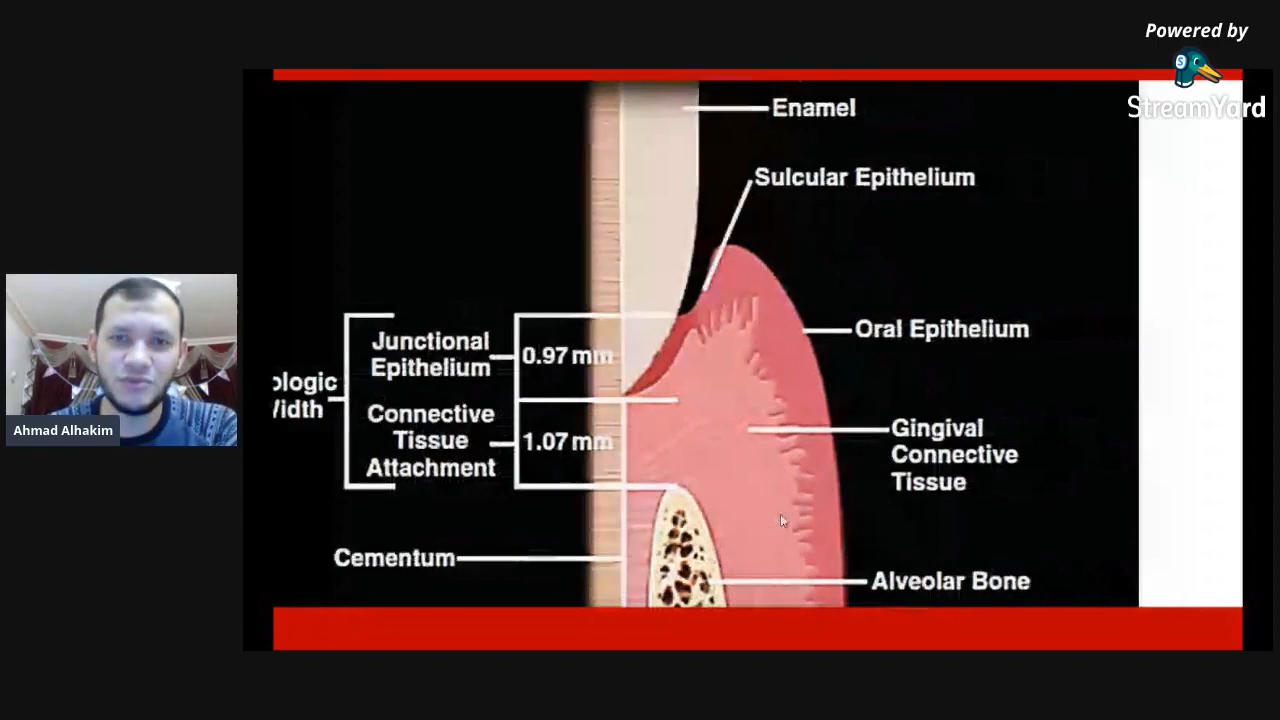 Powered by
StreamYard
Enamel
Sulcular Epithelium
Junctional
Epithelium
0.97 mm
Oral Epithelium
ologic
Connective
Tissue
Attachment
1.07 mm
Gingival
Connective
Tissue
Cementum
Alveolar Bone
Ahmad Alhakim